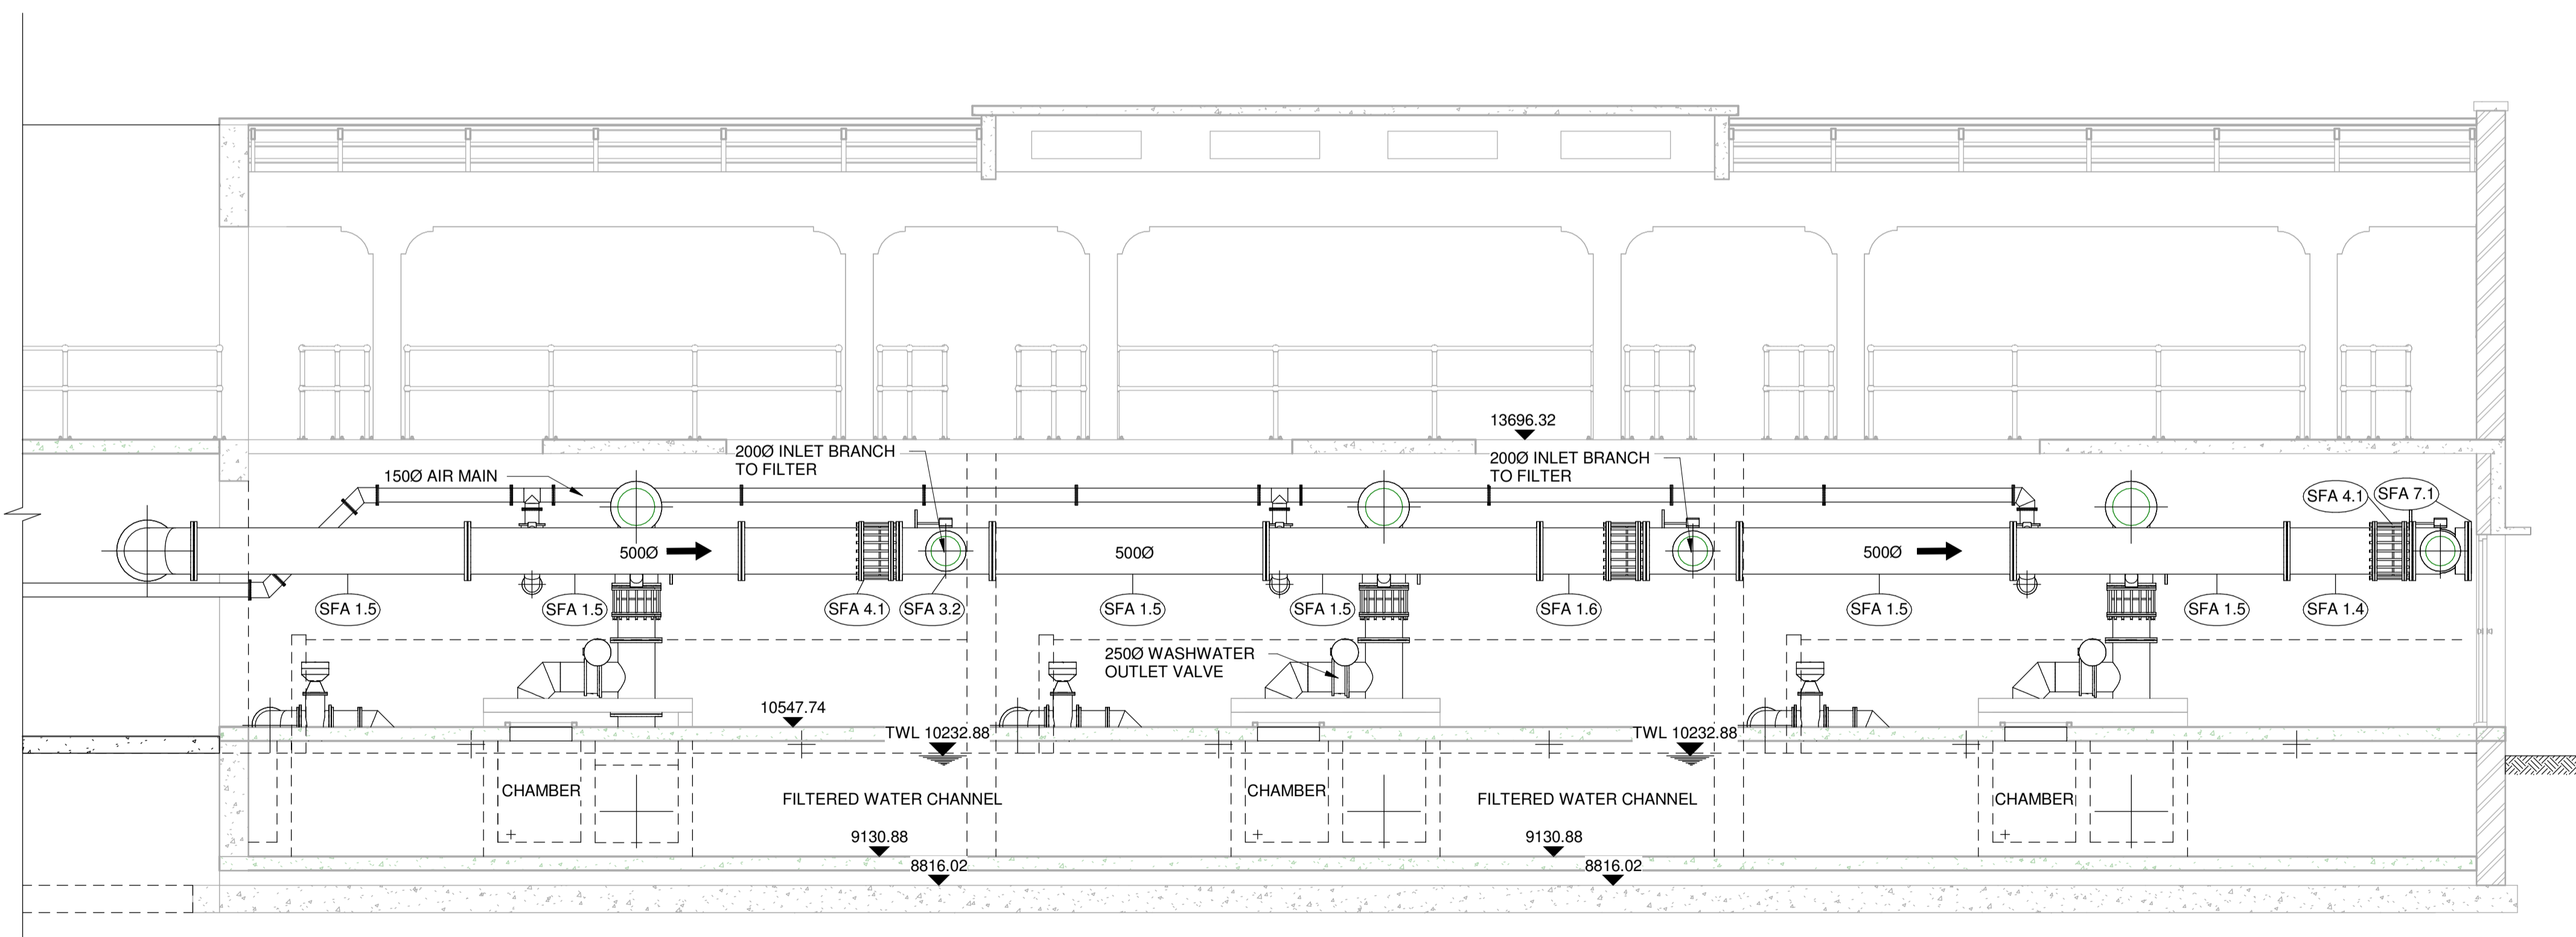 13696.32
200Ø INLET BRANCH
TO FILTER
200Ø INLET BRANCH
TO FILTER
150Ø AIR MAIN
SFA 4.1
SFA 7.1
500Ø
500Ø
500Ø
SFA 1.5
SFA 1.5
SFA 4.1
SFA 3.2
SFA 1.5
SFA 1.5
SFA 1.6
SFA 1.5
SFA 1.5
SFA 1.4
250Ø WASHWATER
OUTLET VALVE
10547.74
TWL 10232.88
TWL 10232.88
CHAMBER
FILTERED WATER CHANNEL
CHAMBER
FILTERED WATER CHANNEL
CHAMBER
9130.88
9130.88
8816.02
8816.02